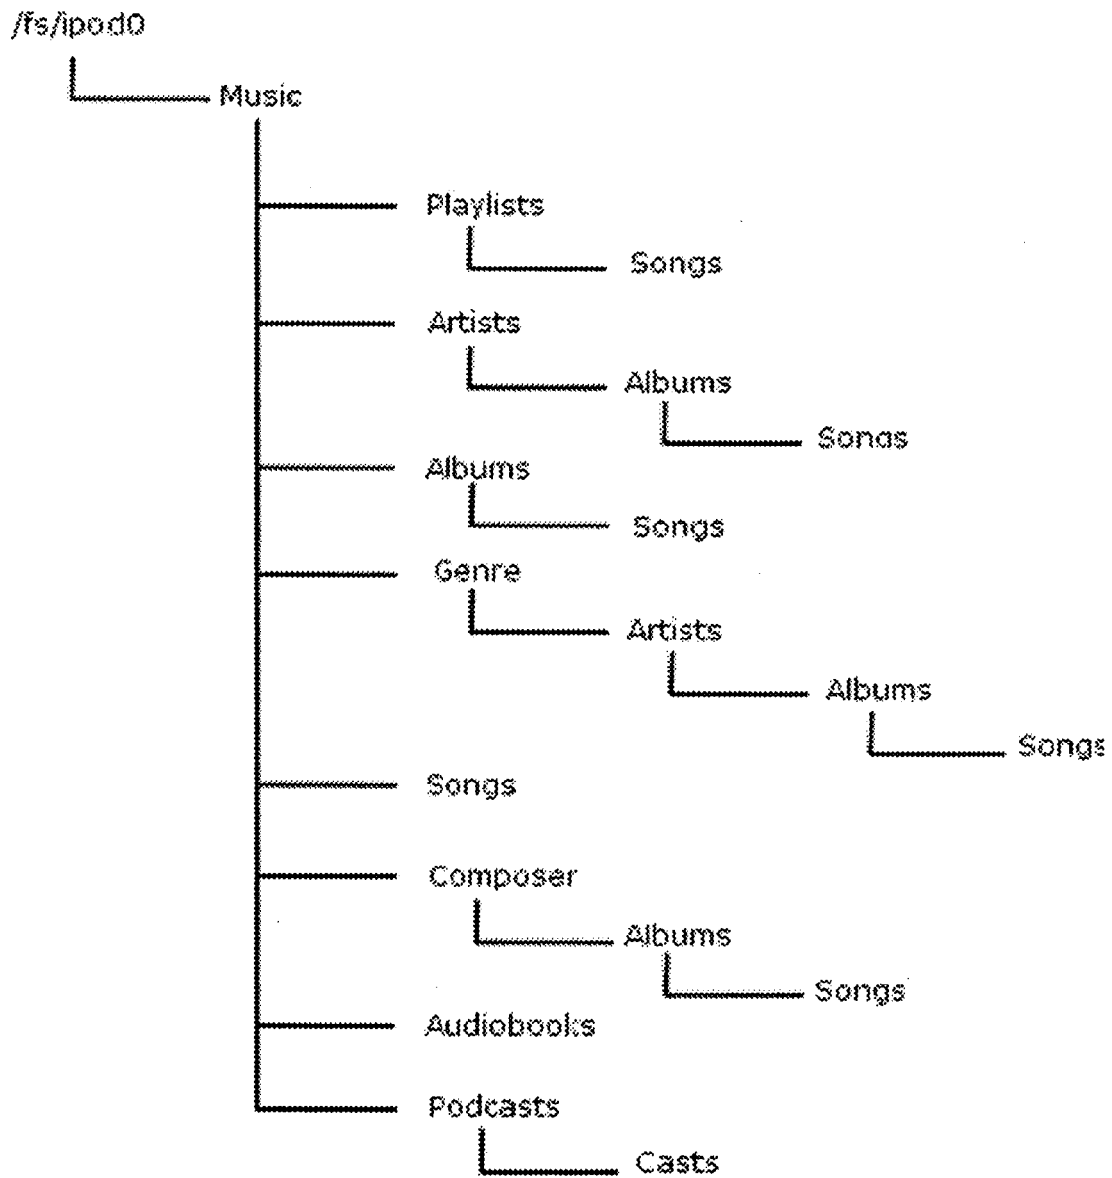 /fs/ipod0
Music
Playlists
Songs
Artists
Albums
Songs
Albums
Songs
Genre
Artists
Albums
Songs
Songs
Composer
Albums
Songs
Audiobooks
Podcasts
Casts